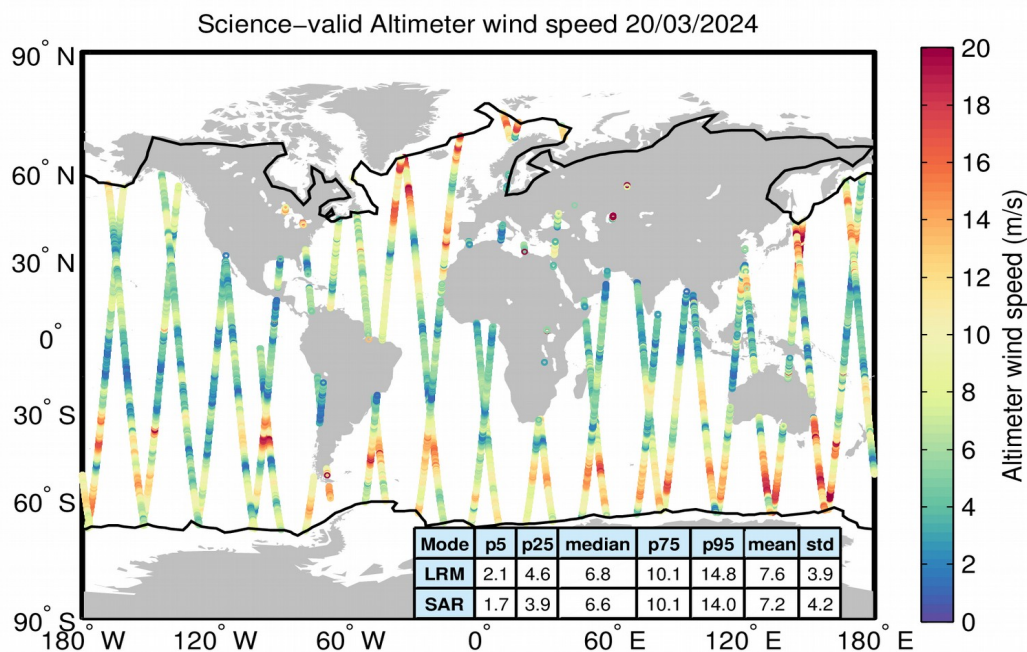 Science−valid Altimeter wind speed 20/03/2024
90° N
60° N
30° N
0°
30° S
60° S
90° S
180° W
120° W
60° W
0°
60° E
120° E
180° E
Mode p5 p25 median p75 p95 mean std
LRM 2.1 4.6 6.8 10.1 14.8 7.6 3.9
SAR 1.7 3.9 6.6 10.1 14.0 7.2 4.2
20
18
16
14
12
10
8
6
4
2
0
Altimeter wind speed (m/s)